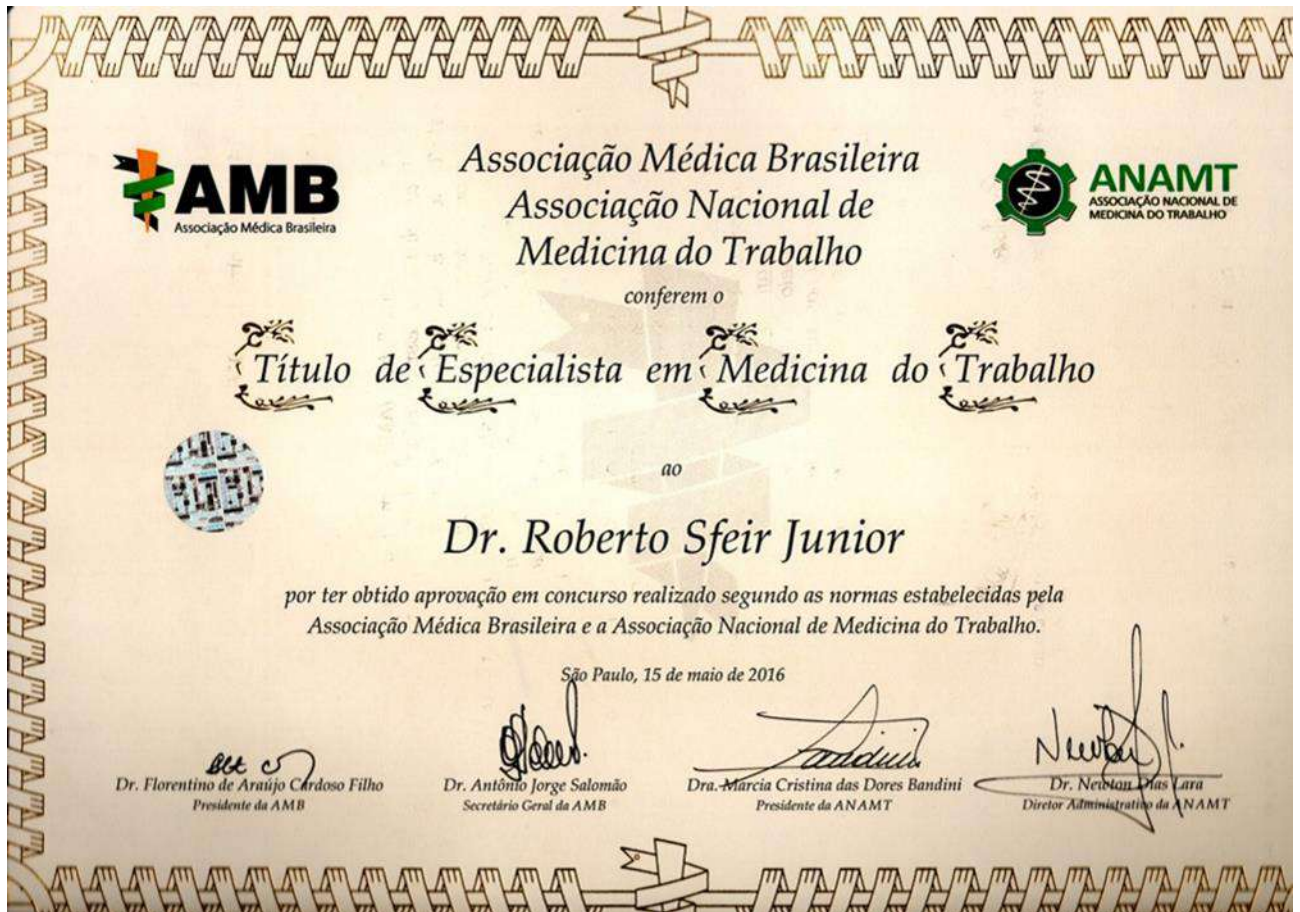 AMB
Associação Médica Brasileira
Associação Médica Brasileira
Associação Nacional de
Medicina do Trabalho
ANAMT
ASSOCIAÇÃO NACIONAL DE
MEDICINA DO TRABALHO
conferem o
Título de Especialista em Medicina do Trabalho
ao
Dr. Roberto Sfeir Junior
por ter obtido aprovação em concurso realizado segundo as normas estabelecidas pela
Associação Médica Brasileira e a Associação Nacional de Medicina do Trabalho.
São Paulo, 15 de maio de 2016
Dr. Florentino de Araújo Cardoso Filho
Presidente da AMB
Dr. Antônio Jorge Salomão
Secretário Geral da AMB
Dra. Marcia Cristina das Dores Bandini
Presidente da ANAMT
Dr. Newton Dias Lara
Diretor Administrativo da ANAMT